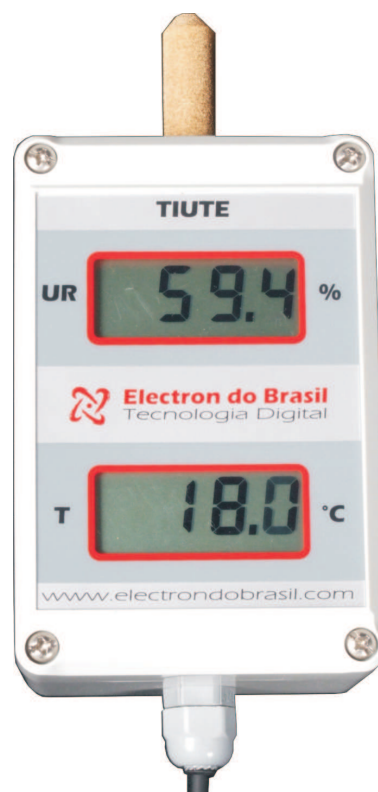 TIUTE
UR 59.4 %
Electron do Brasil
Tecnologia Digital
T 18.0 °C
www.electrondobrasil.com